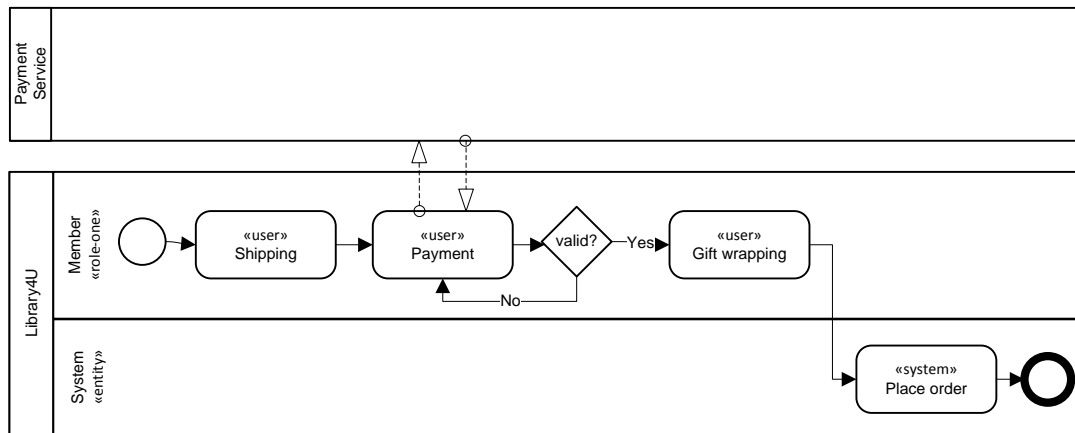 Payment
Service
Library4U
Member
«role-one»
«user»
Shipping
«user»
Payment
valid?
Yes
No
«user»
Gift wrapping
System
«entity»
«system»
Place order